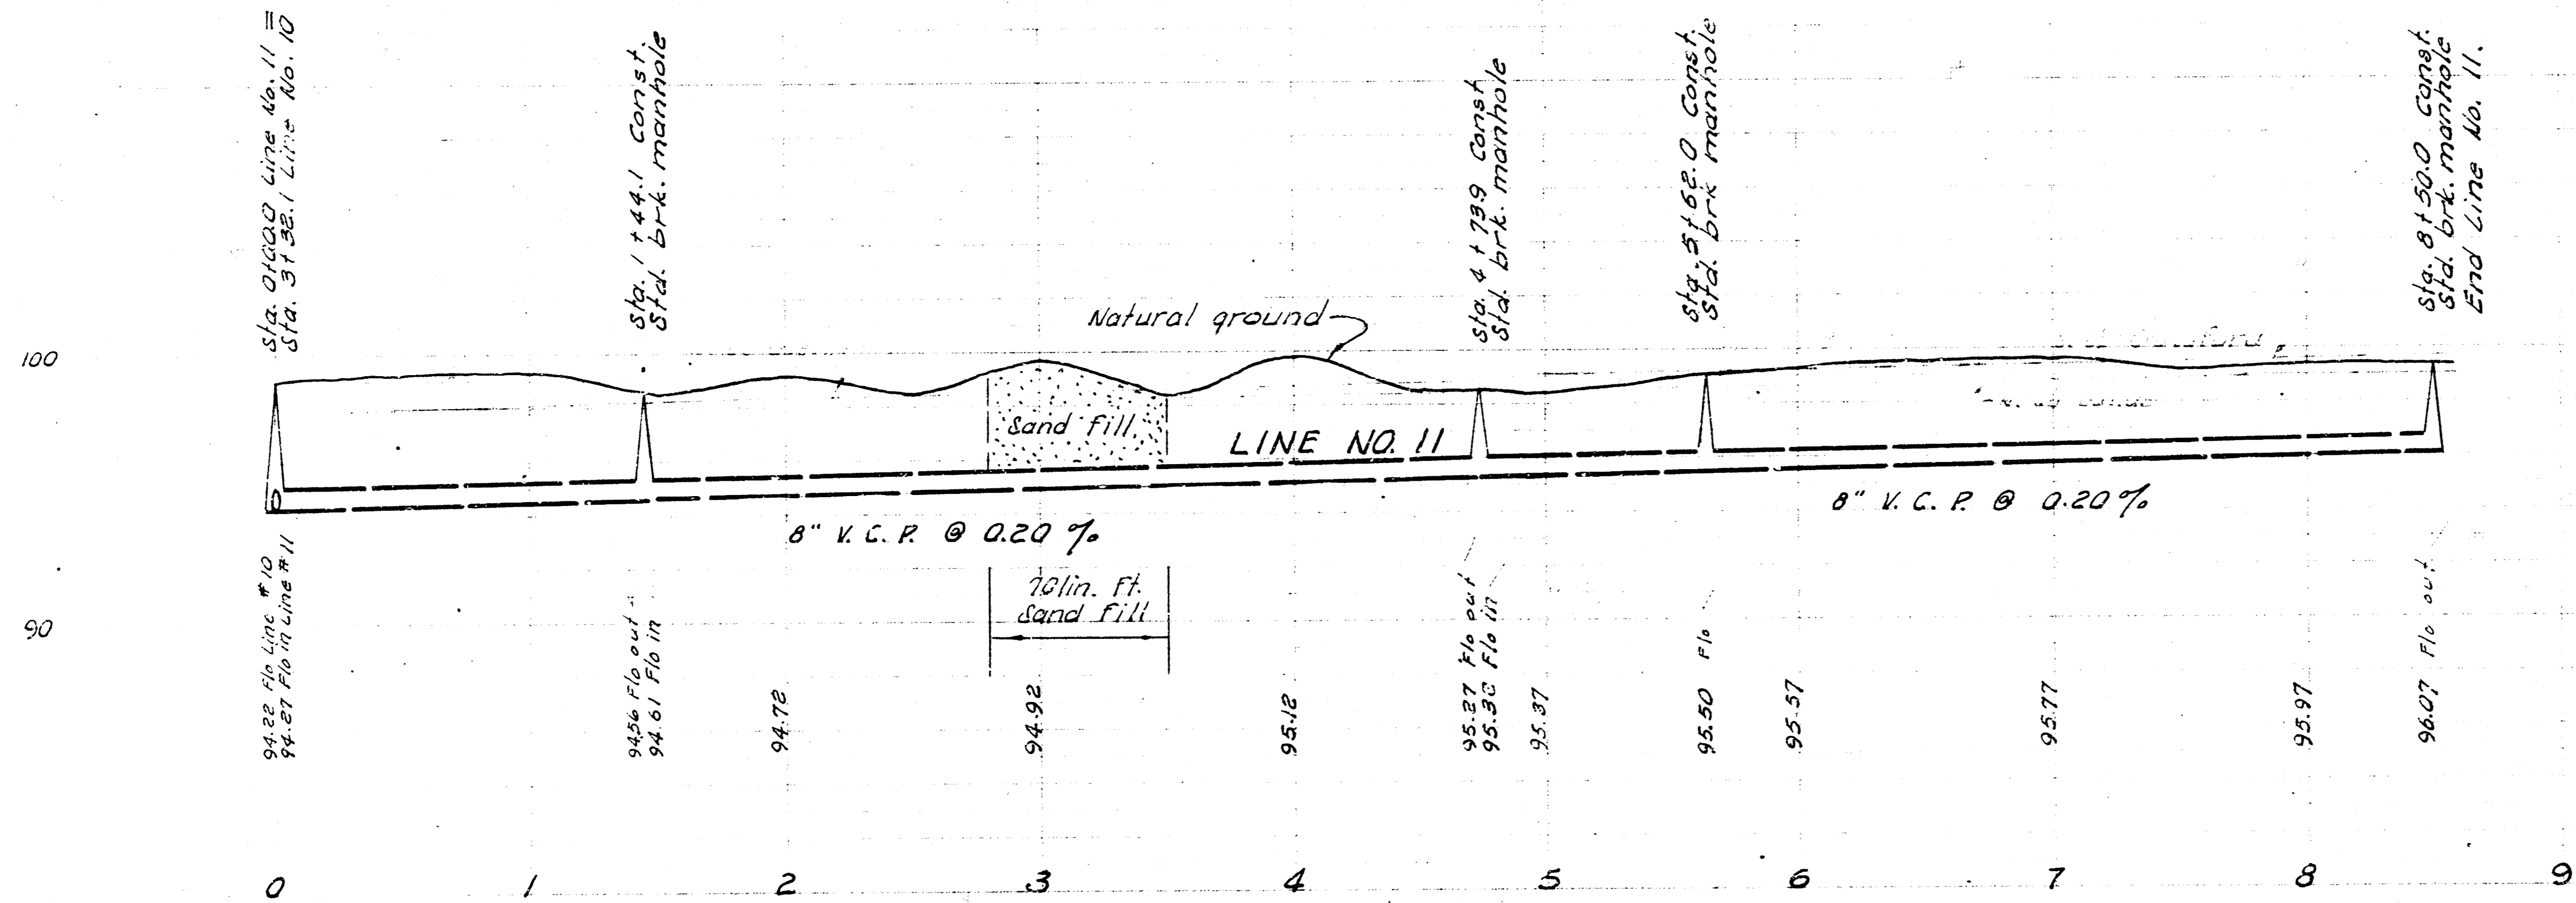 Sta. 0+00.0 Line No. 11 =
Sta. 3+32.1 Line No. 10
Sta. 1+44.1 Const.
Std. brk. manhole
Sta. 4+73.9 Const
Std. brk. manhole
Sta. 5+62.0 Const.
Std. brk manhole
Sta. 8+50.0 Const.
Std. brk. manhole
End Line No. 11.
Natural ground
100
Sand fill
LINE NO. 11
8" V. C. P. @ 0.20 %
8" V. C. P. @ 0.20 %
70 lin. Ft.
Sand Fill
90
94.22 Flo Line #10
94.27 Flo in Line #11
94.56 Flo out
94.61 Flo in
94.72
94.92
95.12
95.27 Flo out
95.32 Flo in
95.37
95.50 Flo
95.57
95.77
95.97
96.07 Flo out
0 1 2 3 4 5 6 7 8 9